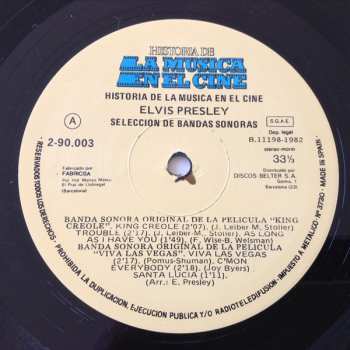 HISTORIA DE
LA MUSICA
EN EL CINE
HISTORIA DE LA MUSICA EN EL CINE
ELVIS PRESLEY
SELECCION DE BANDAS SONORAS
A
2-90.003
Fabricado por
FABRICSA
(Barcelona)
S.G.A.E.
Dep. legal
B. 11198-1982
stereo-mono
33⅓
Distribuido por
DISCOS BELTER S.A.
BANDA SONORA ORIGINAL DE LA PELICULA "KING
CREOLE". KING CREOLE (2'07). (J. Leiber-M. Stoller).
TROUBLE (2'17). (J. Leiber-M. Stoller). AS LONG
AS I HAVE YOU (1'49). (F. Wise-B. Weisman)
BANDA SONORA ORIGINAL DE LA PELICULA
"VIVA LAS VEGAS". VIVA LAS VEGAS
(2'17). (Pomus-Shuman). C'MON
EVERYBODY (2'18). (Joy Byers)
SANTA LUCIA (1'11).
(Arr.: E. Presley)
- RESERVADOS TODOS LOS DERECHOS - PROHIBIDA LA DUPLICACION, EJECUCION PUBLICA Y/O RADIOTELEDIFUSION - IMPUESTO A METALICO Nº 3730 - MADE IN SPAIN